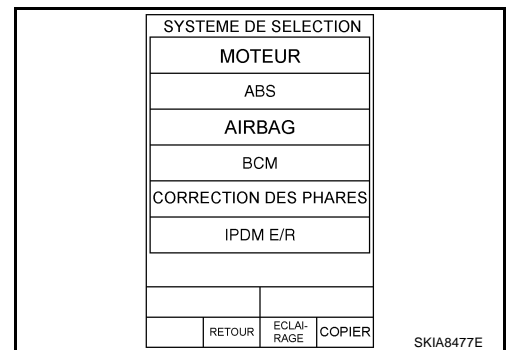 SYSTEME DE SELECTION
MOTEUR
ABS
AIRBAG
BCM
CORRECTION DES PHARES
IPDM E/R
RETOUR
ECLAI-
RAGE
COPIER
SKIA8477E